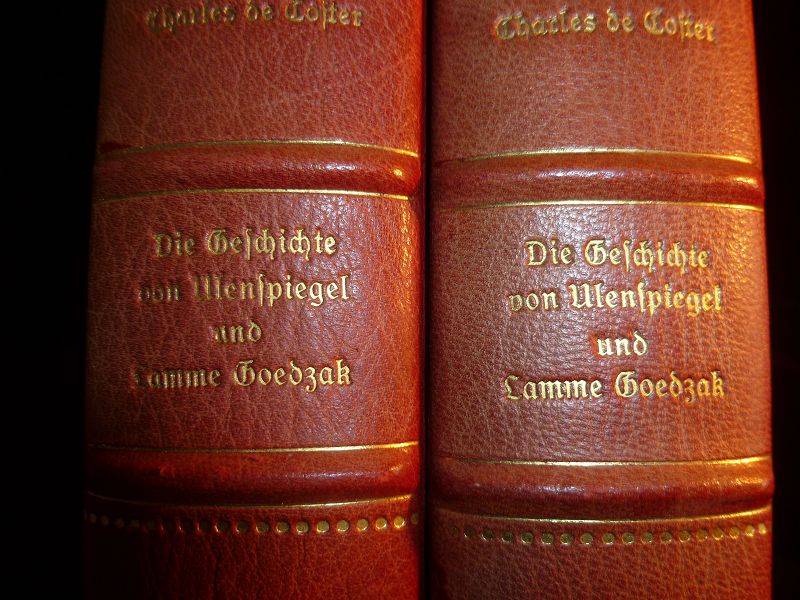 Charles de Coster
Die Geschichte
von Ulenspiegel
und
Lamme Goedzak
Charles de Coster
Die Geschichte
von Ulenspiegel
und
Lamme Goedzak